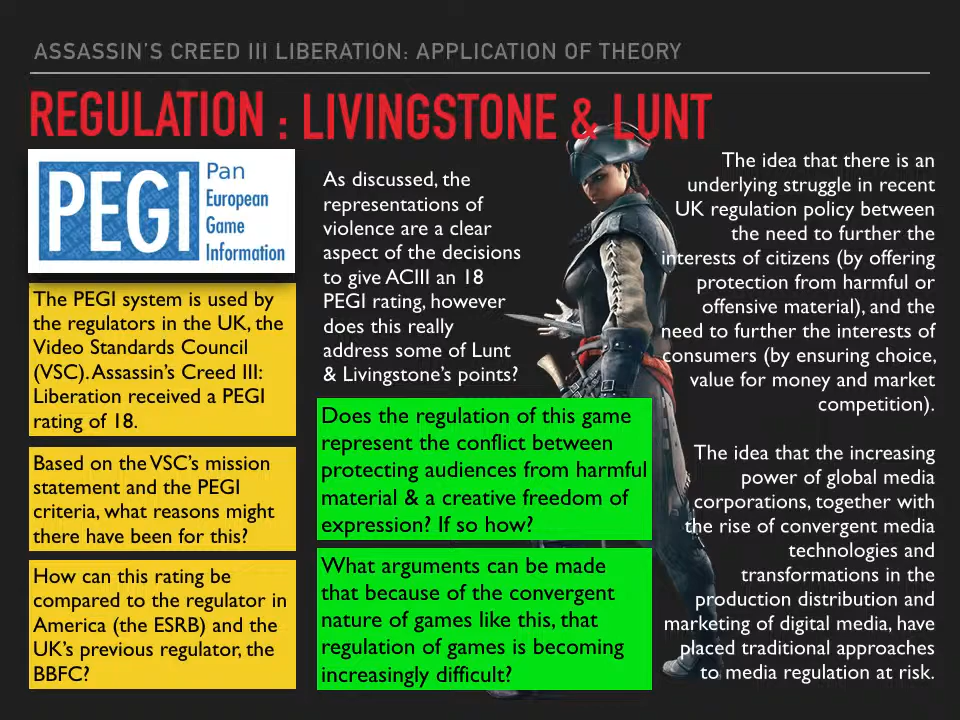 ASSASSIN'S CREED III LIBERATION: APPLICATION OF THEORY
REGULATION : LIVINGSTONE & LUNT
PEGI
Pan
European
Game
Information
The PEGI system is used by
the regulators in the UK, the
Video Standards Council
(VSC). Assassin's Creed III:
Liberation received a PEGI
rating of 18.
Based on the VSC's mission
statement and the PEGI
criteria, what reasons might
there have been for this?
How can this rating be
compared to the regulator in
America (the ESRB) and the
UK's previous regulator, the
BBFC?
As discussed, the
representations of
violence are a clear
aspect of the decisions
to give ACIII an 18
PEGI rating, however
does this really
address some of Lunt
& Livingstone's points?
Does the regulation of this game
represent the conflict between
protecting audiences from harmful
material & a creative freedom of
expression? If so how?
What arguments can be made
that because of the convergent
nature of games like this, that
regulation of games is becoming
increasingly difficult?
The idea that there is an
underlying struggle in recent
UK regulation policy between
the need to further the
interests of citizens (by offering
protection from harmful or
offensive material), and the
need to further the interests of
consumers (by ensuring choice,
value for money and market
competition).
The idea that the increasing
power of global media
corporations, together with
the rise of convergent media
technologies and
transformations in the
production distribution and
marketing of digital media, have
placed traditional approaches
to media regulation at risk.